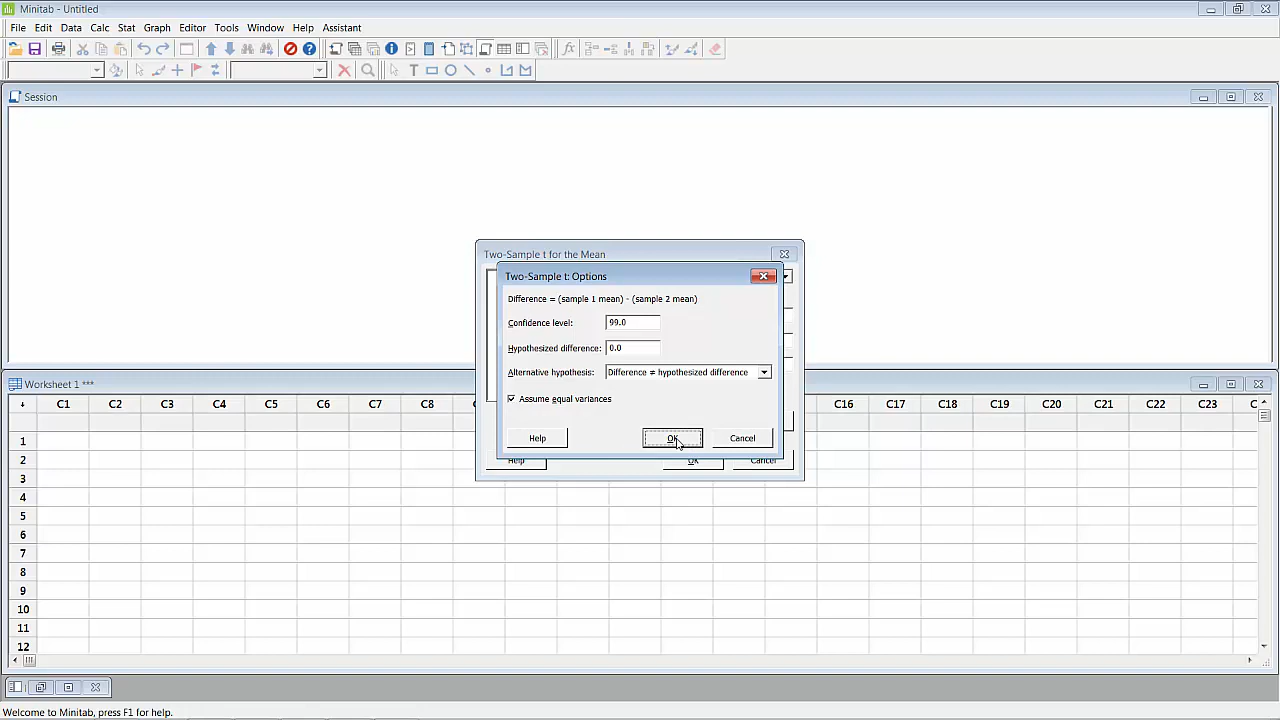 Minitab - Untitled
File Edit Data Calc Stat Graph Editor Tools Window Help Assistant
Session
Two-Sample t for the Mean
Two-Sample t: Options
Difference = (sample 1 mean) - (sample 2 mean)
Confidence level: 99.0
Hypothesized difference: 0.0
Alternative hypothesis: Difference ≠ hypothesized difference
Assume equal variances
Help OK Cancel
Help OK Cancel
Worksheet 1 ***
C1 C2 C3 C4 C5 C6 C7 C8 C16 C17 C18 C19 C20 C21 C22 C23 C
1
2
3
4
5
6
7
8
9
10
11
12
Welcome to Minitab, press F1 for help.